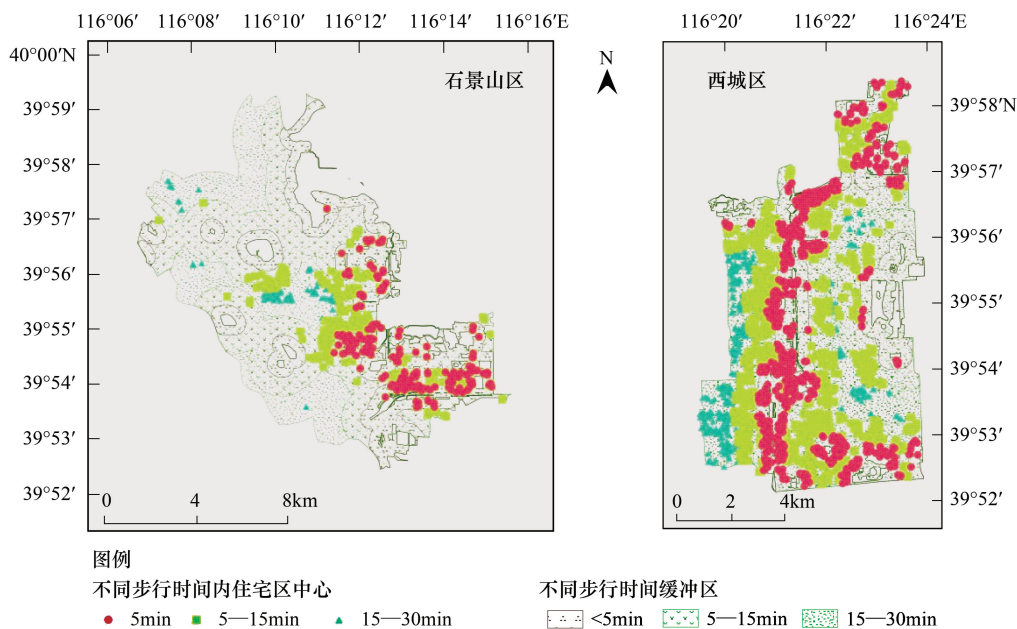 116°06′ 116°08′ 116°10′ 116°12′ 116°14′ 116°16′E
40°00′N
39°59′
39°58′
39°57′
39°56′
39°55′
39°54′
39°53′
39°52′
石景山区
0 4 8km
N
116°20′ 116°22′ 116°24′E
西城区
39°58′N
39°57′
39°56′
39°55′
39°54′
39°53′
39°52′
0 2 4km
图例
不同步行时间内住宅区中心 不同步行时间缓冲区
5min 5—15min 15—30min <5min 5—15min 15—30min